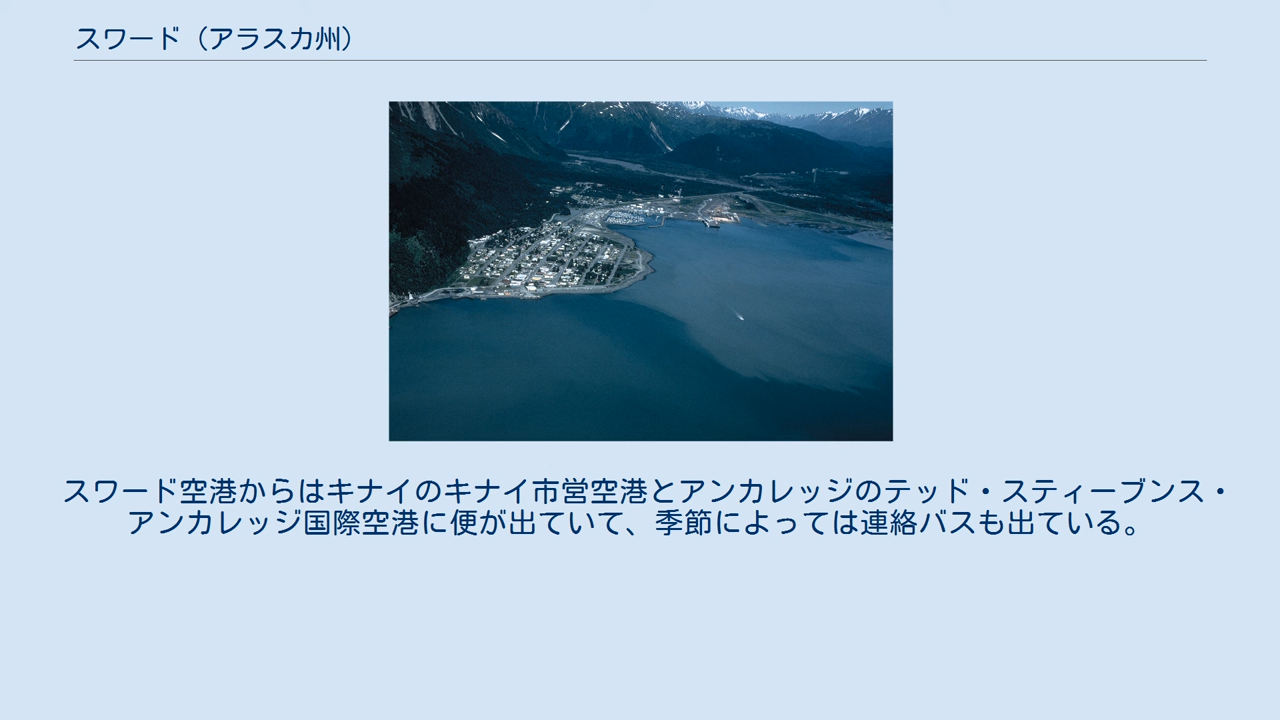 スワード（アラスカ州）
スワード空港からはキナイのキナイ市営空港とアンカレッジのテッド・スティーブンス・
アンカレッジ国際空港に便が出ていて、季節によっては連絡バスも出ている。